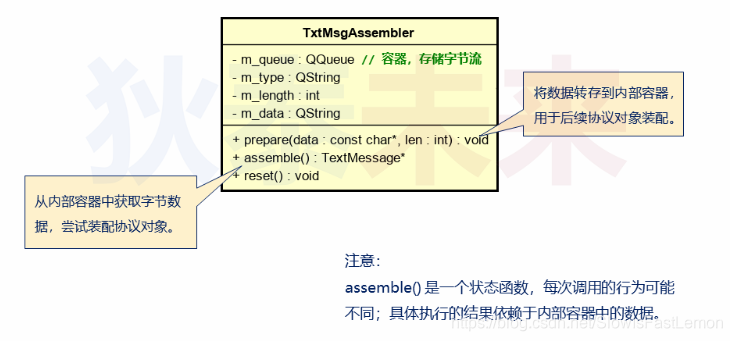 TxtMsgAssembler
- m_queue : QQueue // 容器，存储字节流
- m_type : QString
- m_length : int
- m_data : QString
+ prepare(data : const char*, len : int) : void
+ assemble() : TextMessage*
+ reset() : void
将数据转存到内部容器，
用于后续协议对象装配。
从内部容器中获取字节数
据，尝试装配协议对象。
注意：
assemble() 是一个状态函数，每次调用的行为可能
不同；具体执行的结果依赖于内部容器中的数据。
狄泰未来
https://blog.csdn.net/SlowIsFastLemon